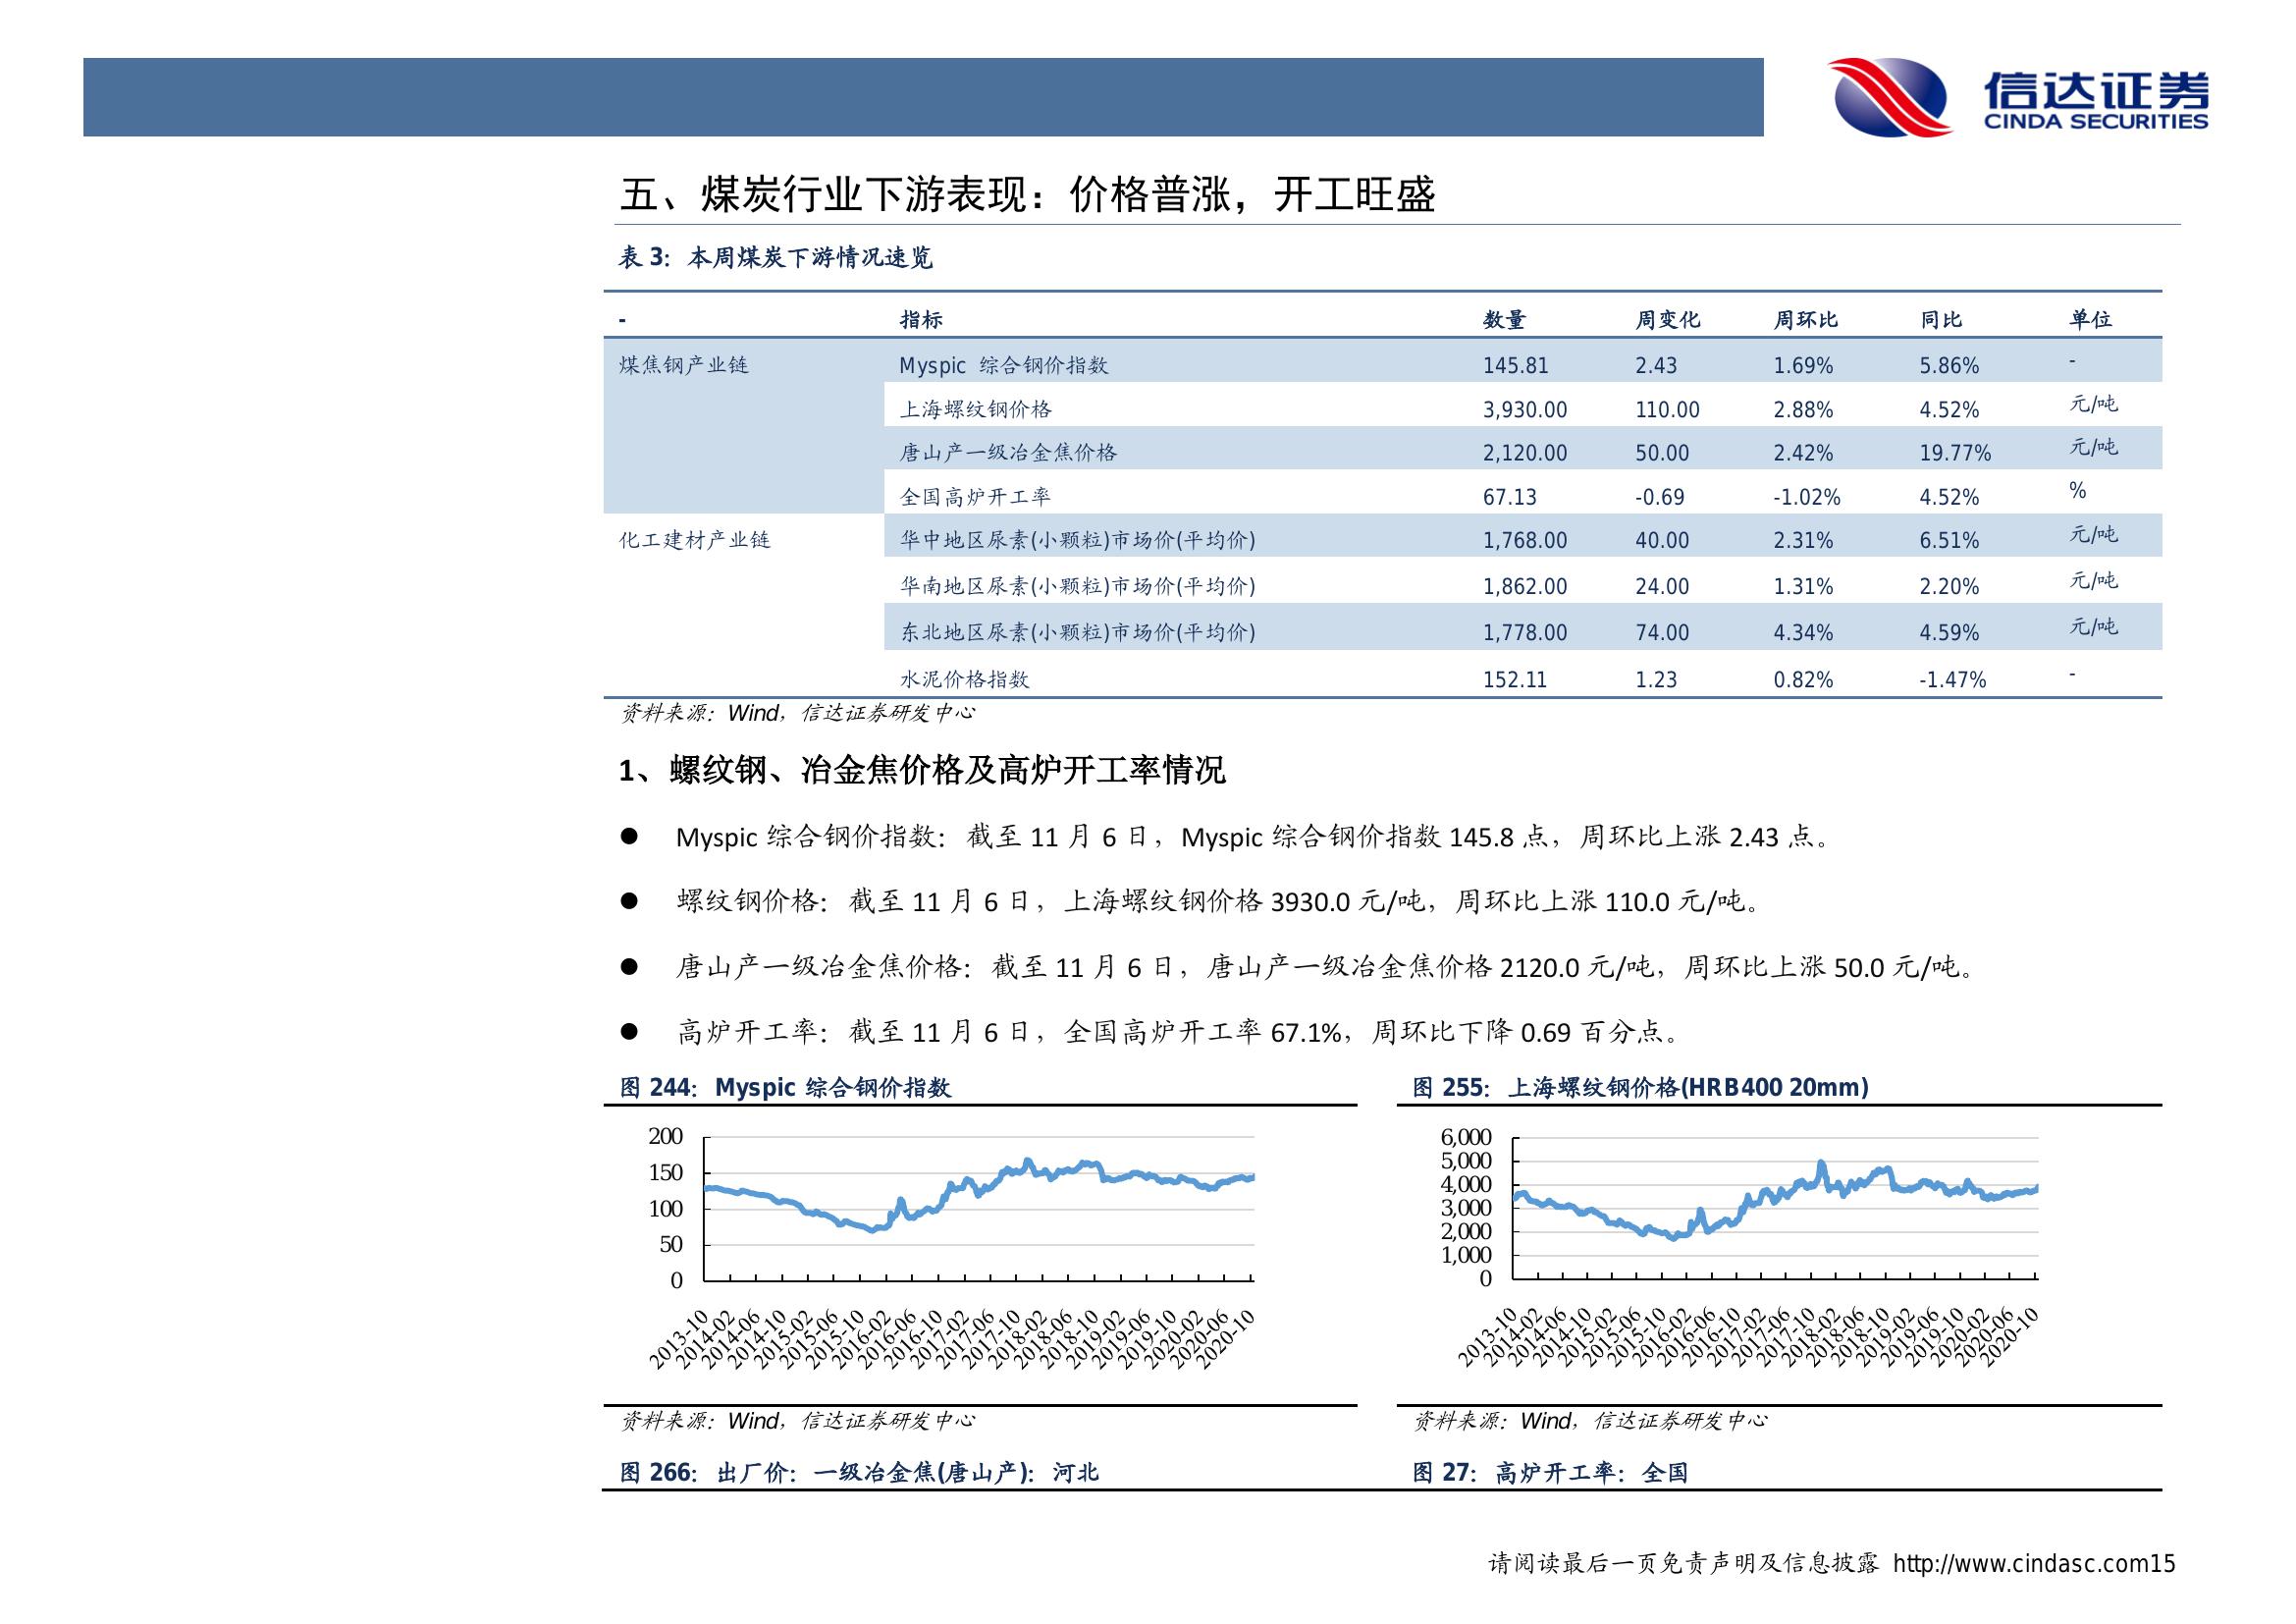 信达证券
CINDA SECURITIES
五、煤炭行业下游表现：价格普涨，开工旺盛
表 3：本周煤炭下游情况速览
- 指标 数量 周变化 周环比 同比 单位
煤焦钢产业链 Myspic 综合钢价指数 145.81 2.43 1.69% 5.86% -
上海螺纹钢价格 3,930.00 110.00 2.88% 4.52% 元/吨
唐山产一级冶金焦价格 2,120.00 50.00 2.42% 19.77% 元/吨
全国高炉开工率 67.13 -0.69 -1.02% 4.52% %
化工建材产业链 华中地区尿素(小颗粒)市场价(平均价) 1,768.00 40.00 2.31% 6.51% 元/吨
华南地区尿素(小颗粒)市场价(平均价) 1,862.00 24.00 1.31% 2.20% 元/吨
东北地区尿素(小颗粒)市场价(平均价) 1,778.00 74.00 4.34% 4.59% 元/吨
水泥价格指数 152.11 1.23 0.82% -1.47% -
资料来源：Wind，信达证券研发中心
1、螺纹钢、冶金焦价格及高炉开工率情况
● Myspic 综合钢价指数：截至 11 月 6 日，Myspic 综合钢价指数 145.8 点，周环比上涨 2.43 点。
● 螺纹钢价格：截至 11 月 6 日，上海螺纹钢价格 3930.0 元/吨，周环比上涨 110.0 元/吨。
● 唐山产一级冶金焦价格：截至 11 月 6 日，唐山产一级冶金焦价格 2120.0 元/吨，周环比上涨 50.0 元/吨。
● 高炉开工率：截至 11 月 6 日，全国高炉开工率 67.1%，周环比下降 0.69 百分点。
图 244：Myspic 综合钢价指数
200
150
100
50
0
2013-10 2014-02 2014-06 2014-10 2015-02 2015-06 2015-10 2016-02 2016-06 2016-10 2017-02 2017-06 2017-10 2018-02 2018-06 2018-10 2019-02 2019-06 2019-10 2020-02 2020-06 2020-10
资料来源：Wind，信达证券研发中心
图 255：上海螺纹钢价格(HRB400 20mm)
6,000
5,000
4,000
3,000
2,000
1,000
0
2013-10 2014-02 2014-06 2014-10 2015-02 2015-06 2015-10 2016-02 2016-06 2016-10 2017-02 2017-06 2017-10 2018-02 2018-06 2018-10 2019-02 2019-06 2019-10 2020-02 2020-06 2020-10
资料来源：Wind，信达证券研发中心
图 266：出厂价：一级冶金焦(唐山产)：河北
图 27：高炉开工率：全国
请阅读最后一页免责声明及信息披露 http://www.cindasc.com15